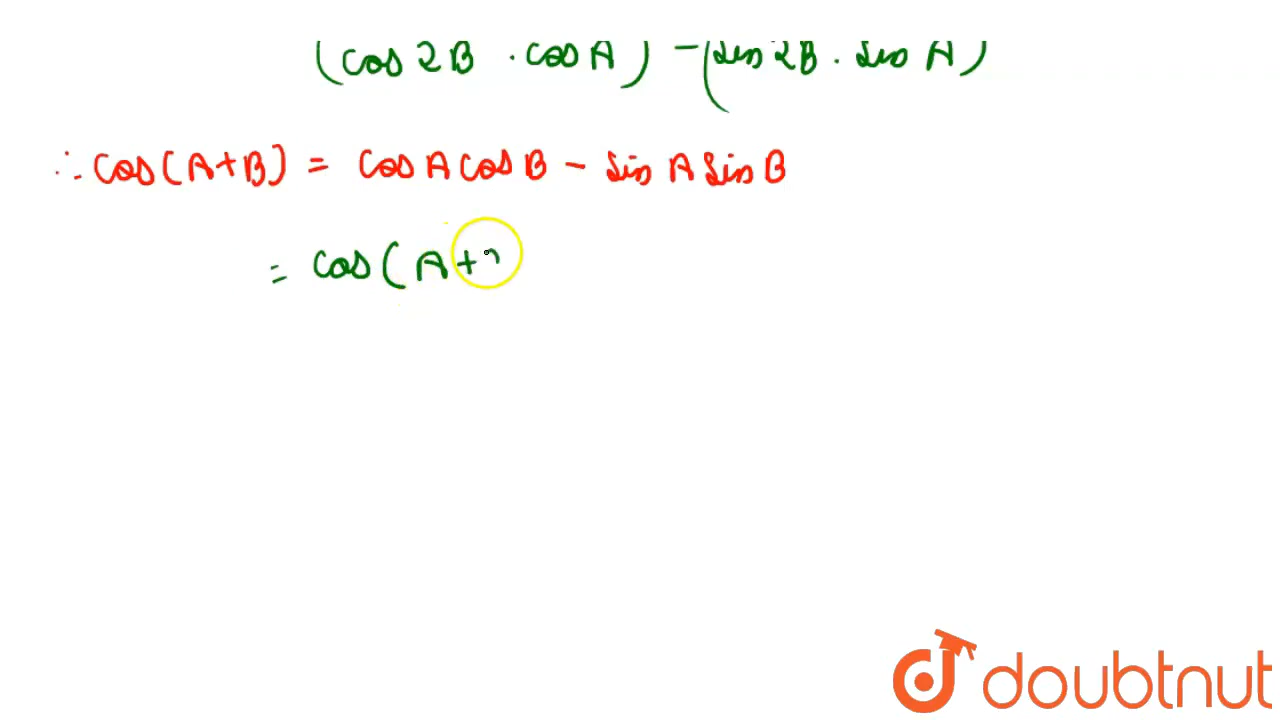 (cos 2B . cos A) - (sin 2B . sin A)
∴ cos(A+B) = cos A cos B - sin A sin B
= cos(A+
doubtnut